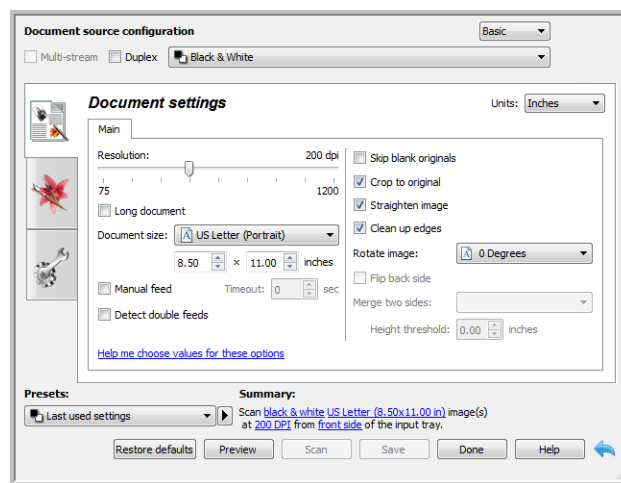 Document source configuration
Basic
Multi-stream
Duplex
Black & White
Document settings
Units: Inches
Main
Resolution: 200 dpi
75 1200
Long document
Document size: US Letter (Portrait)
8.50 × 11.00 inches
Manual feed Timeout: 0 sec
Detect double feeds
Help me choose values for these options
Skip blank originals
Crop to original
Straighten image
Clean up edges
Rotate image: 0 Degrees
Flip back side
Merge two sides:
Height threshold: 0.00 inches
Presets:
Last used settings
Summary:
Scan black & white US Letter (8.50x11.00 in) image(s)
at 200 DPI from front side of the input tray.
Restore defaults Preview Scan Save Done Help